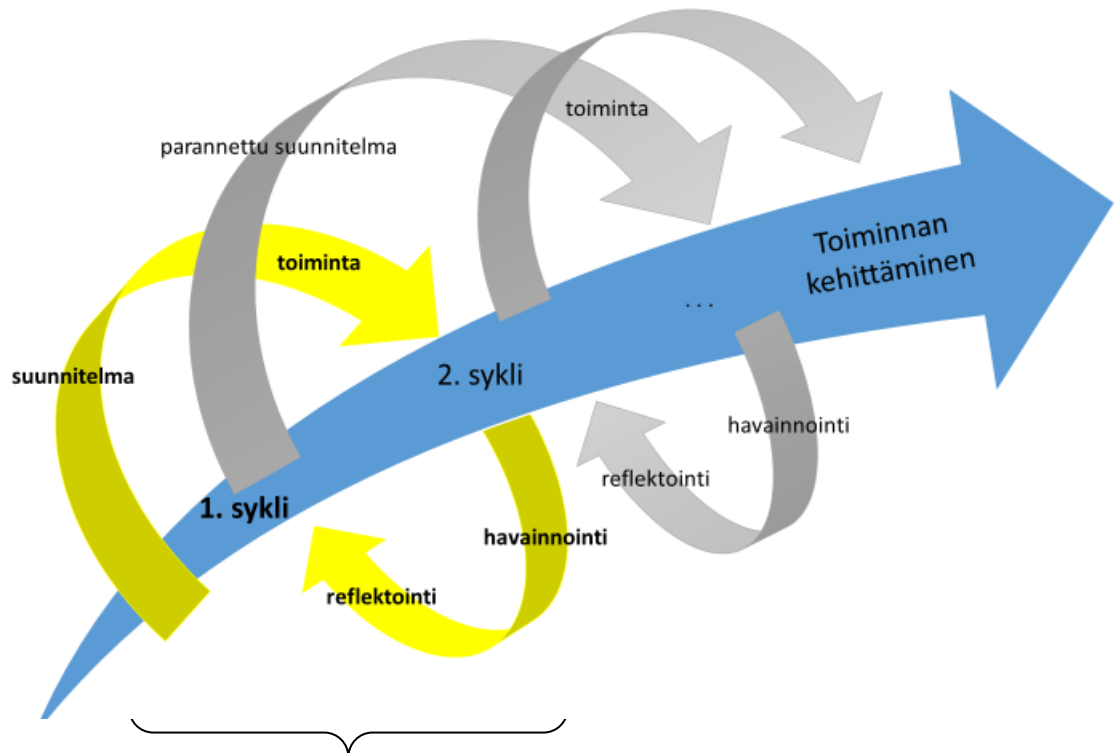 toiminta
parannettu suunnitelma
Toiminnan
kehittäminen
toiminta
...
suunnitelma
2. sykli
havainnointi
reflektointi
1. sykli
havainnointi
reflektointi